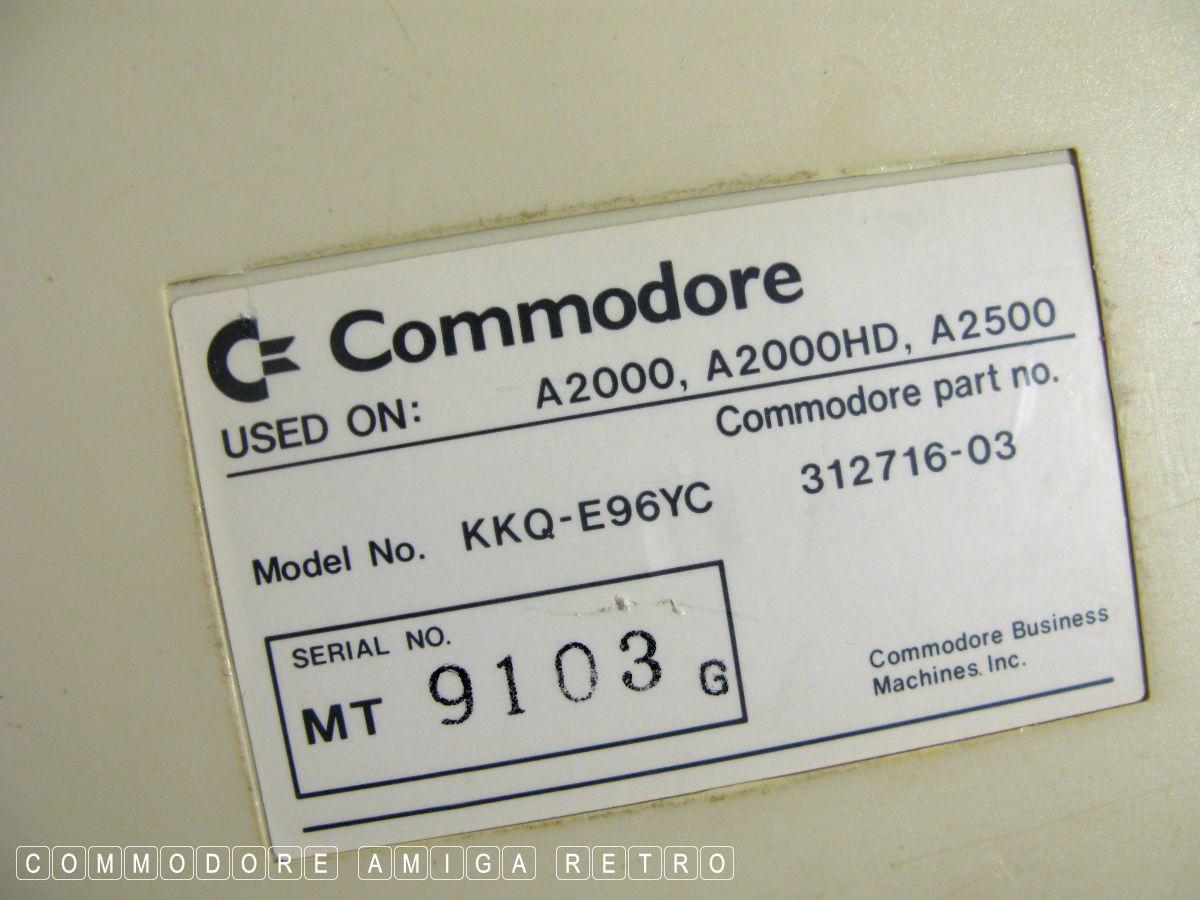 Commodore
USED ON: A2000, A2000HD, A2500
Commodore part no.
312716-03
Model No. KKQ-E96YC
SERIAL NO.
MT 9103 G
Commodore Business
Machines, Inc.
COMMODORE AMIGA RETRO